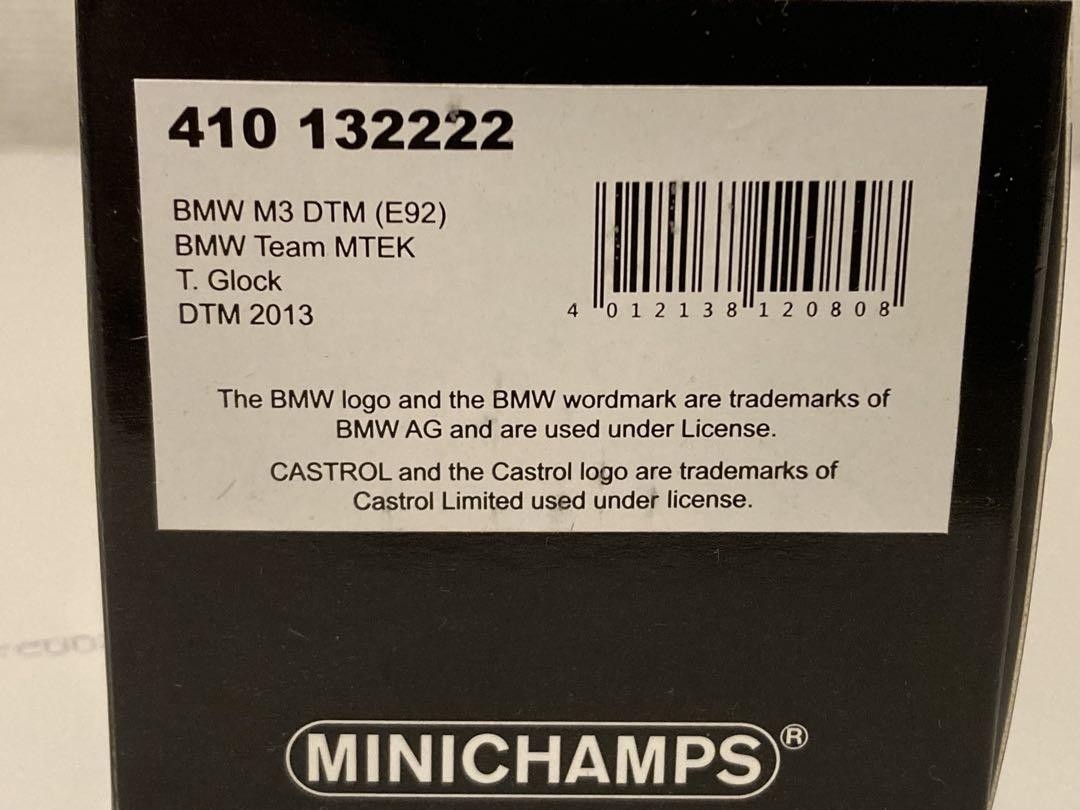 410 132222
BMW M3 DTM (E92)
BMW Team MTEK
T. Glock
DTM 2013
4 012138 120808
The BMW logo and the BMW wordmark are trademarks of
BMW AG and are used under License.
CASTROL and the Castrol logo are trademarks of
Castrol Limited used under license.
MINICHAMPS®